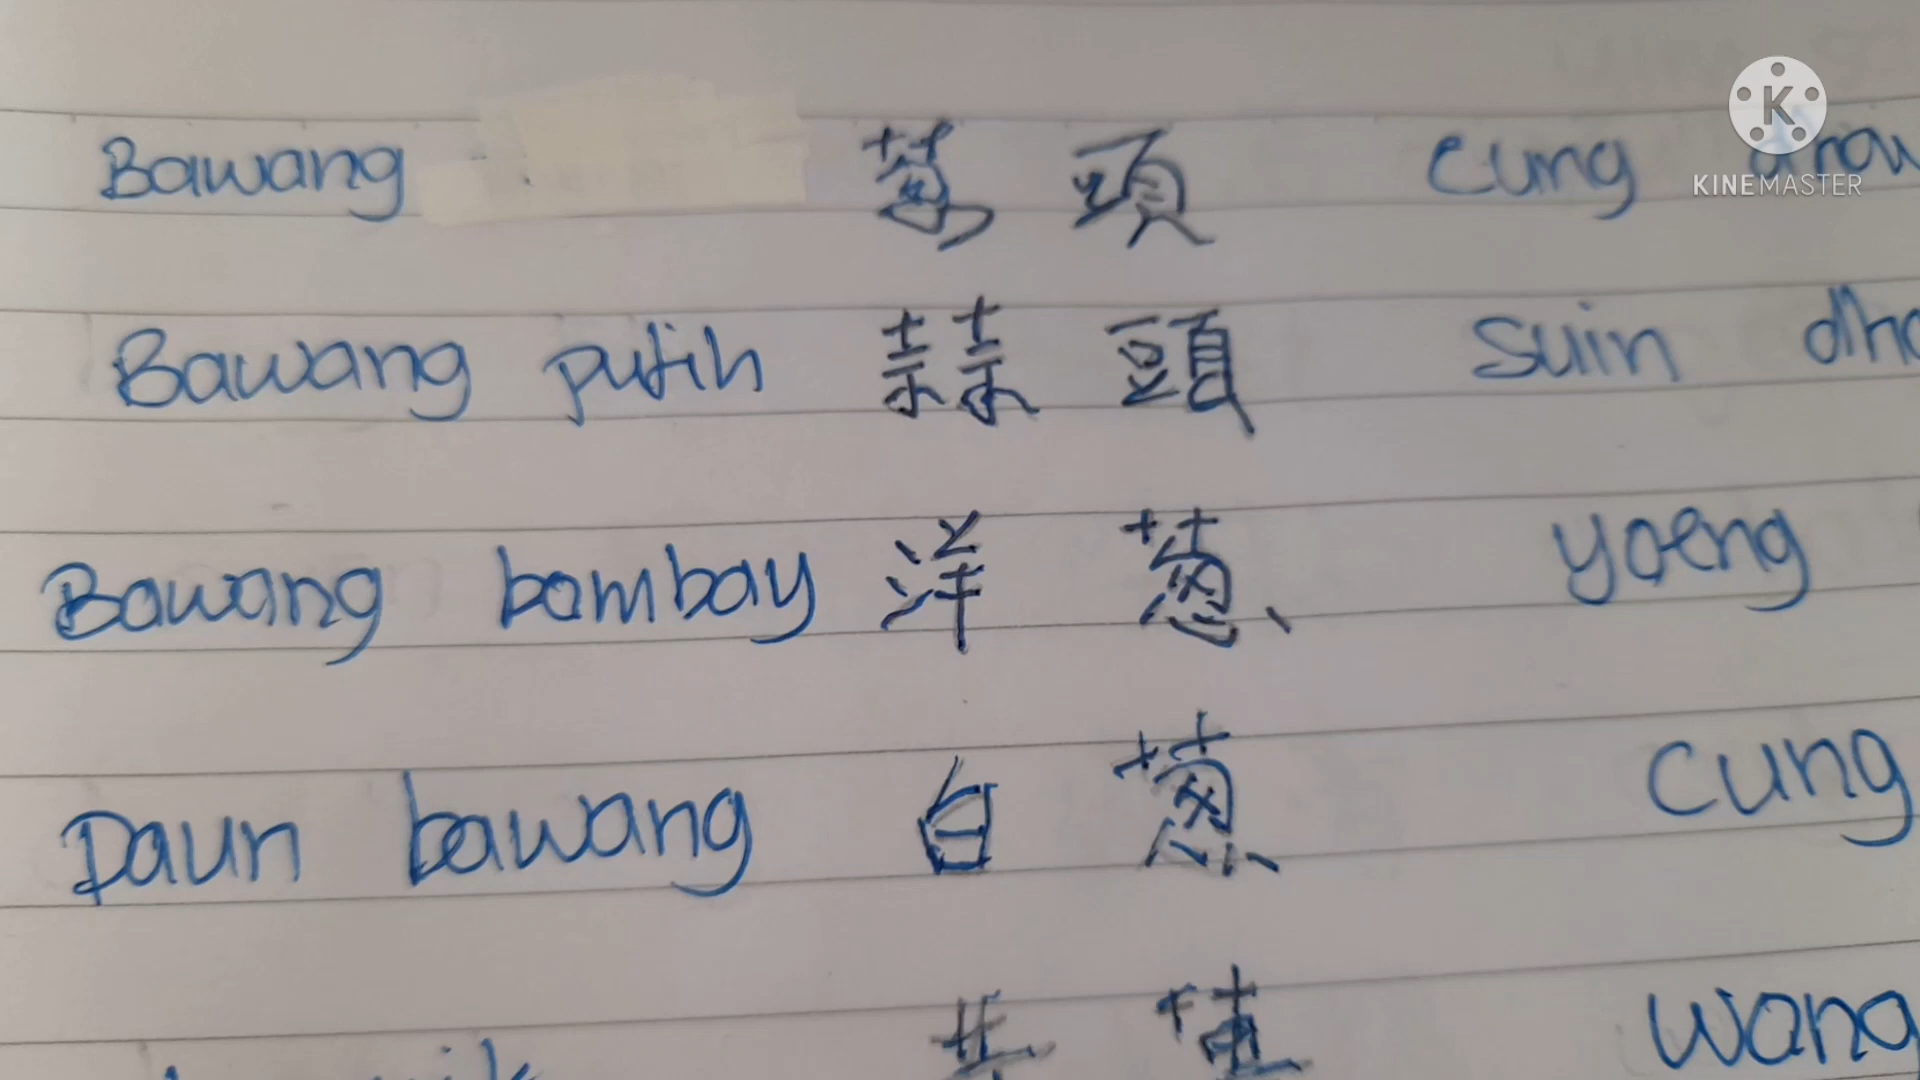 Bawang 葱 頭 cung
KINEMASTER
Bawang putih 蒜 頭 suin
Bawang bombay 洋 葱 yoeng
Daun bawang 白 葱 cung
wang